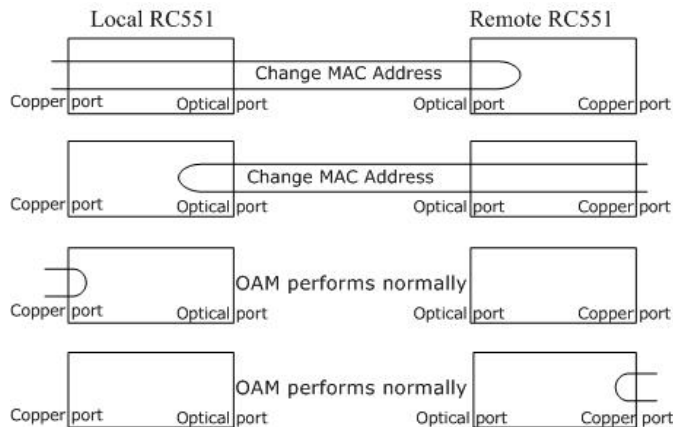 Local RC551 Remote RC551
Change MAC Address
Copper port Optical port Optical port Copper port
Change MAC Address
Copper port Optical port Optical port Copper port
OAM performs normally
Copper port Optical port Optical port Copper port
OAM performs normally
Copper port Optical port Optical port Copper port